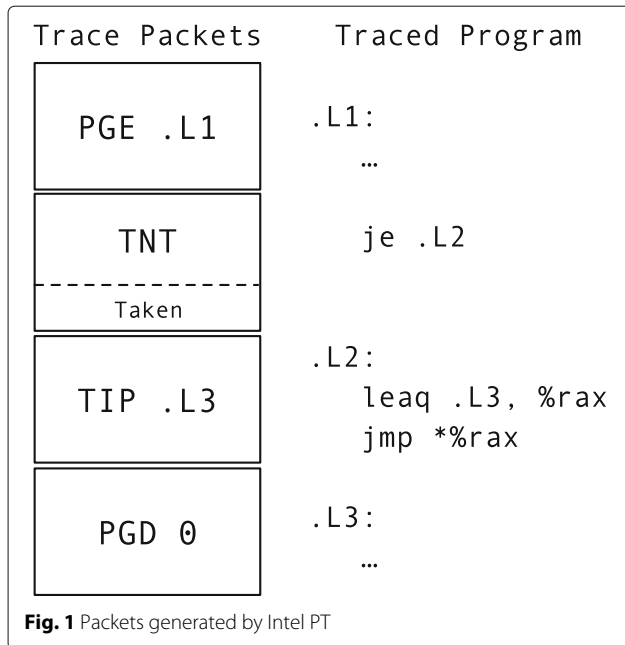 Trace Packets Traced Program
PGE .L1
.L1:
…
TNT
je .L2
Taken
TIP .L3
.L2:
leaq .L3, %rax
jmp *%rax
PGD 0
.L3:
…
Fig. 1 Packets generated by Intel PT